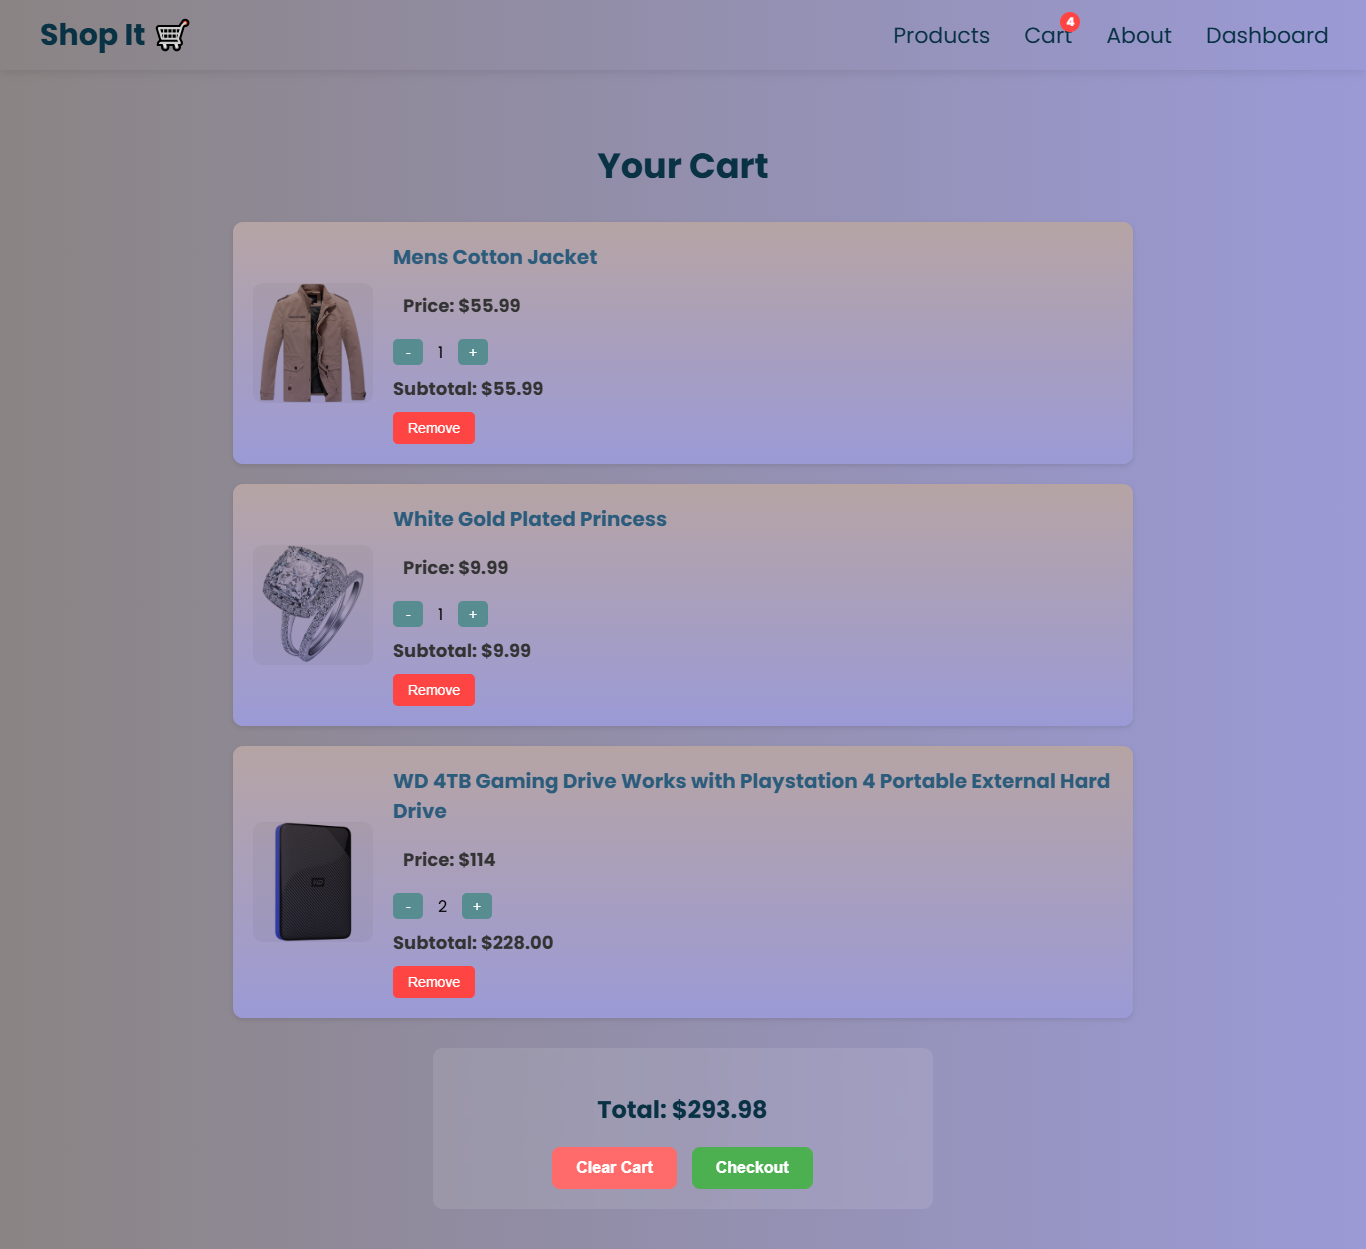 Shop It
Products Cart 4 About Dashboard
Your Cart
Mens Cotton Jacket
Price: $55.99
- 1 +
Subtotal: $55.99
Remove
White Gold Plated Princess
Price: $9.99
- 1 +
Subtotal: $9.99
Remove
WD 4TB Gaming Drive Works with Playstation 4 Portable External Hard
Drive
Price: $114
- 2 +
Subtotal: $228.00
Remove
Total: $293.98
Clear Cart Checkout